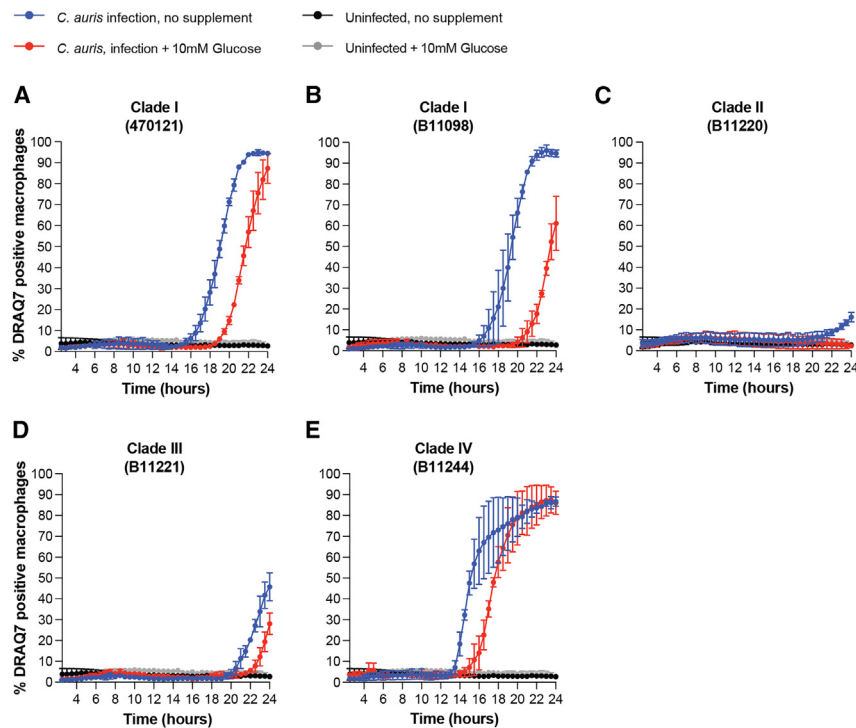 C. auris infection, no supplement
Uninfected, no supplement
C. auris, infection + 10mM Glucose
Uninfected + 10mM Glucose
A
Clade I
(470121)
% DRAQ7 positive macrophages
100
90
80
70
60
50
40
30
20
10
0
4 6 8 10 12 14 16 18 20 22 24
Time (hours)
B
Clade I
(B11098)
100
90
80
70
60
50
40
30
20
10
0
4 6 8 10 12 14 16 18 20 22 24
Time (hours)
C
Clade II
(B11220)
100
90
80
70
60
50
40
30
20
10
0
4 6 8 10 12 14 16 18 20 22 24
Time (hours)
D
Clade III
(B11221)
% DRAQ7 positive macrophages
100
90
80
70
60
50
40
30
20
10
0
4 6 8 10 12 14 16 18 20 22 24
Time (hours)
E
Clade IV
(B11244)
100
90
80
70
60
50
40
30
20
10
0
4 6 8 10 12 14 16 18 20 22 24
Time (hours)